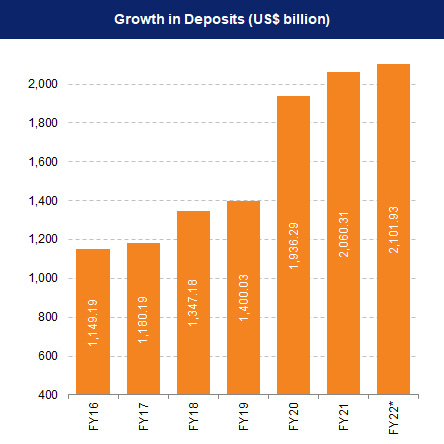 Growth in Deposits (US$ billion)
2,000
1,800
1,600
1,400
1,200
1,000
800
600
400
1,149.19
1,180.19
1,347.18
1,400.03
1,936.29
2,060.31
2,101.93
FY16
FY17
FY18
FY19
FY20
FY21
FY22*